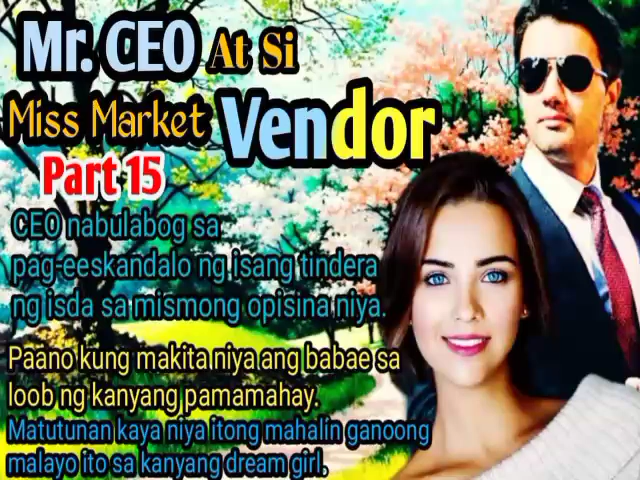 Mr. CEO At Si
Miss Market Vendor
Part 15
CEO nabulabog sa
pag-eeskandalo ng isang tindera
ng isda sa mismong opisina niya.
Paano kung makita niya ang babae sa
loob ng kanyang pamamahay.
Matutunan kaya niya itong mahalin ganoong
malayo ito sa kanyang dream girl.